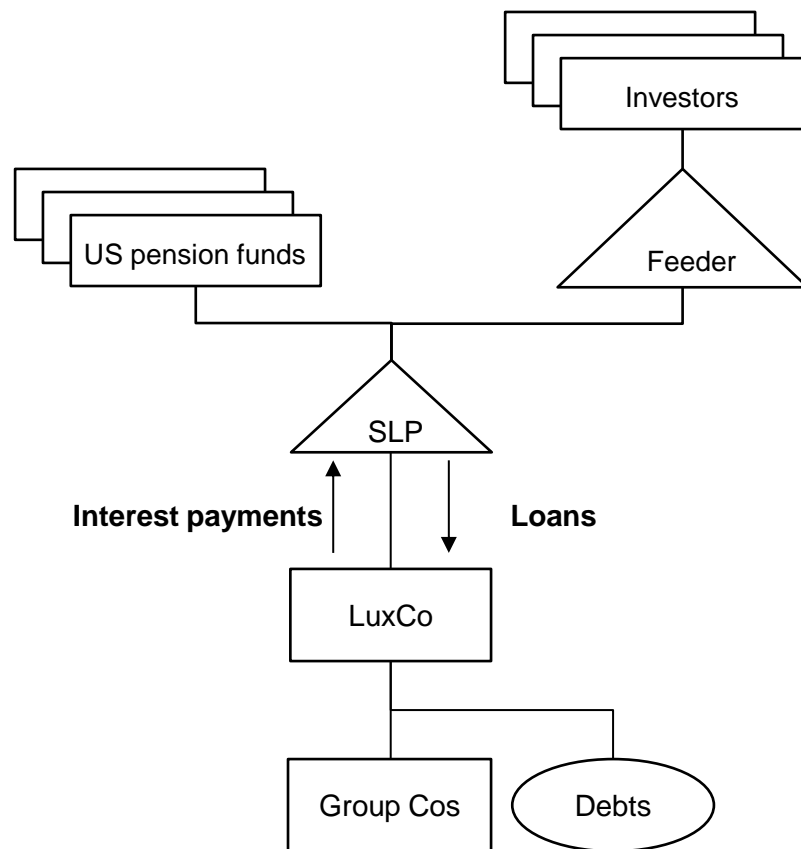 Investors
US pension funds
Feeder
SLP
Interest payments
Loans
LuxCo
Group Cos
Debts